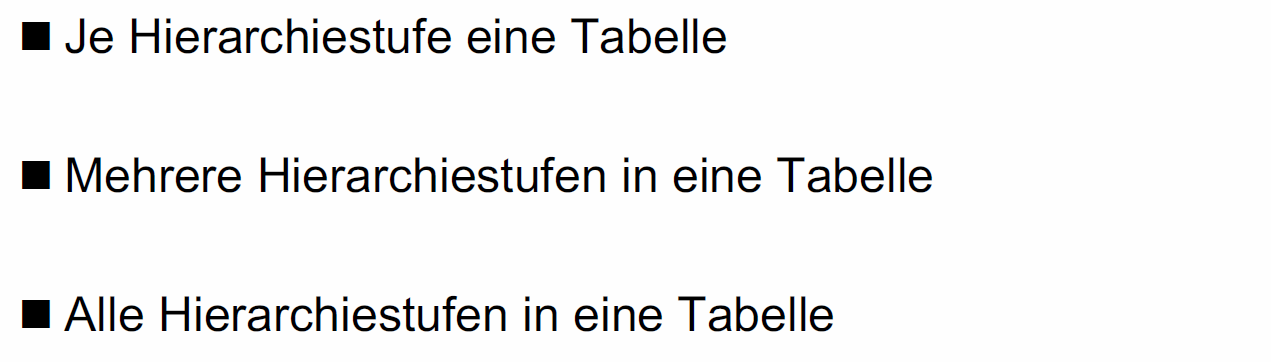 ■ Je Hierarchiestufe eine Tabelle
■ Mehrere Hierarchiestufen in eine Tabelle
■ Alle Hierarchiestufen in eine Tabelle